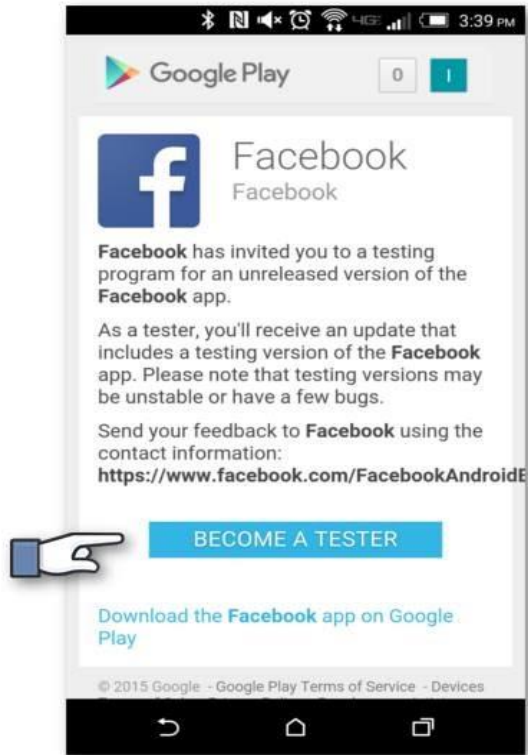 4GE 3:39 PM
Google Play 0 I
Facebook
Facebook
Facebook has invited you to a testing
program for an unreleased version of the
Facebook app.
As a tester, you'll receive an update that
includes a testing version of the Facebook
app. Please note that testing versions may
be unstable or have a few bugs.
Send your feedback to Facebook using the
contact information:
https://www.facebook.com/FacebookAndroidB
BECOME A TESTER
Download the Facebook app on Google
Play
© 2015 Google - Google Play Terms of Service - Devices